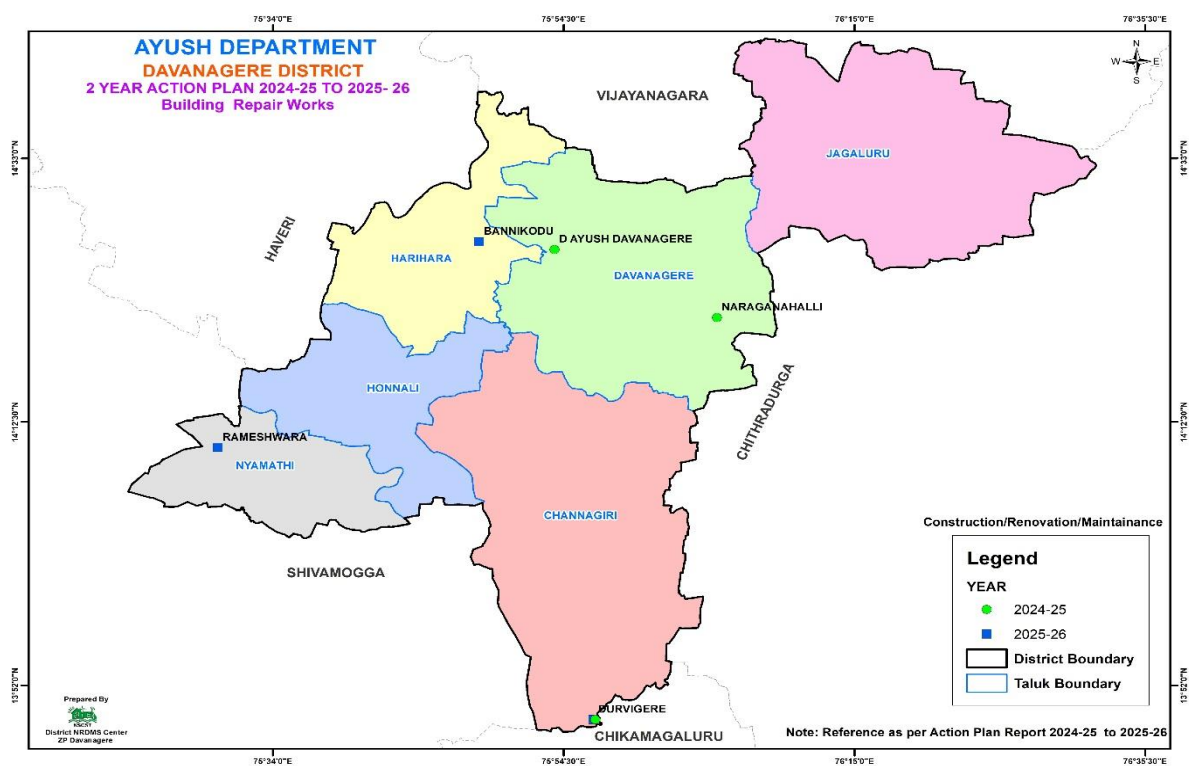 75°34'0"E
75°54'30"E
76°15'0"E
76°35'30"E
AYUSH DEPARTMENT
DAVANAGERE DISTRICT
2 YEAR ACTION PLAN 2024-25 TO 2025- 26
Building Repair Works
N
W E
S
VIJAYANAGARA
14°33'0"N
14°33'0"N
JAGALURU
HAVERI
BANNIKODU
D AYUSH DAVANAGERE
HARIHARA
DAVANAGERE
NARAGANAHALLI
HONNALI
CHITHRADURGA
14°12'30"N
14°12'30"N
RAMESHWARA
NYAMATHI
CHANNAGIRI
SHIVAMOGGA
Construction/Renovation/Maintainance
Legend
YEAR
2024-25
2025-26
District Boundary
Taluk Boundary
13°52'0"N
13°52'0"N
DURVIGERE
CHIKAMAGALURU
Prepared By
KSCST
District NRDMS Center
ZP Davanagere
Note: Reference as per Action Plan Report 2024-25 to 2025-26
75°34'0"E
75°54'30"E
76°15'0"E
76°35'30"E